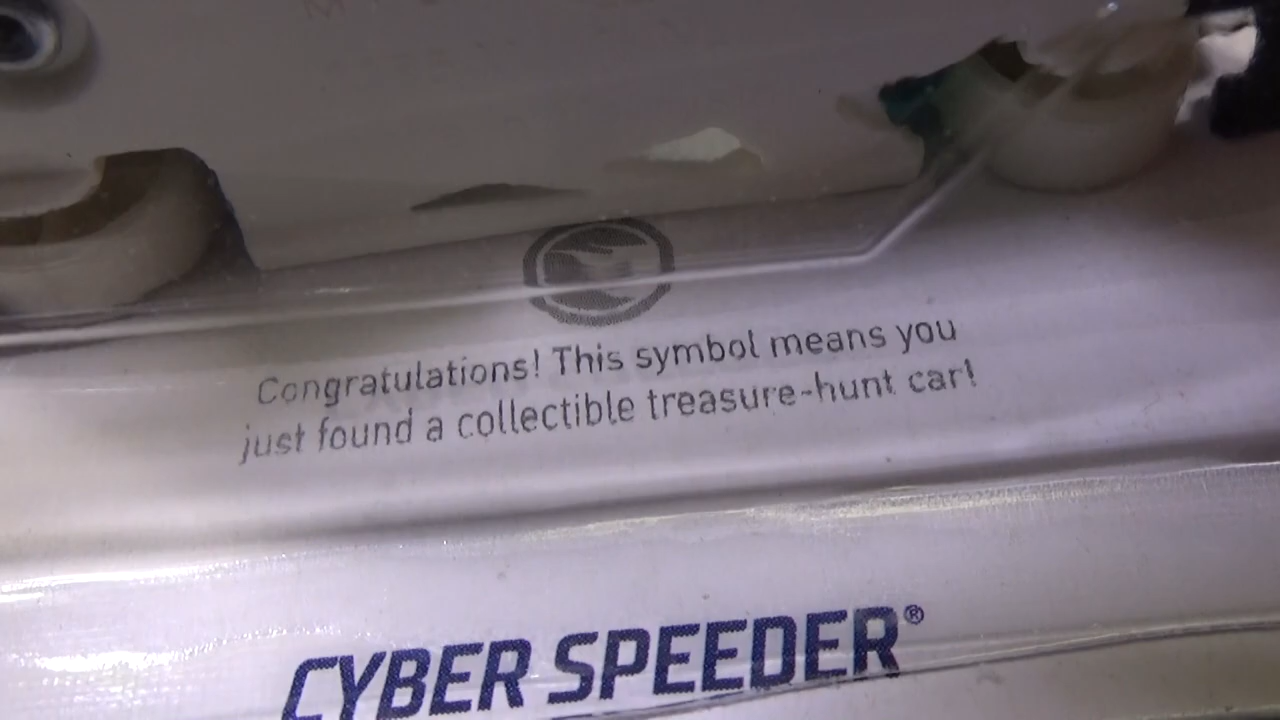 Congratulations! This symbol means you
just found a collectible treasure-hunt car!
CYBER SPEEDER®